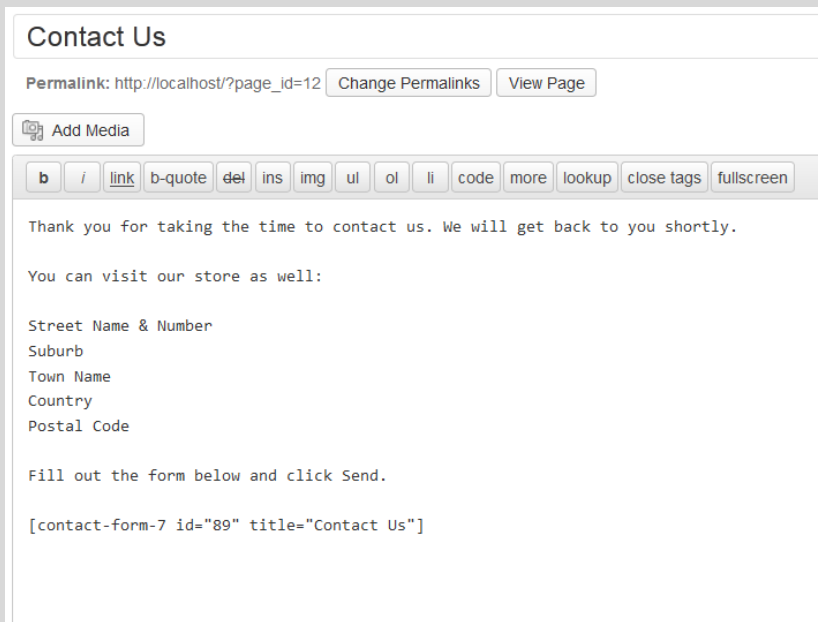 Contact Us
Permalink: http://localhost/?page_id=12 Change Permalinks View Page
Add Media
b i link b-quote del ins img ul ol li code more lookup close tags fullscreen
Thank you for taking the time to contact us. We will get back to you shortly.
You can visit our store as well:
Street Name & Number
Suburb
Town Name
Country
Postal Code
Fill out the form below and click Send.
[contact-form-7 id="89" title="Contact Us"]